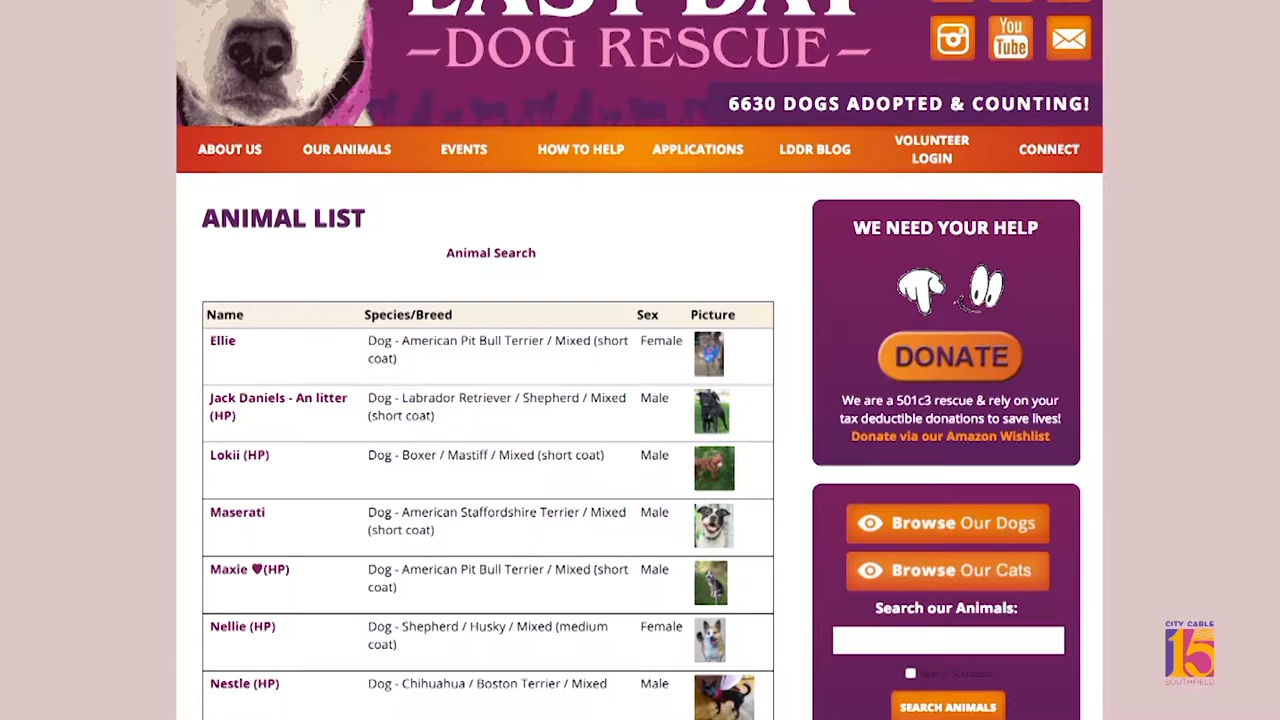 –DOG RESCUE–
You
Tube
6630 DOGS ADOPTED & COUNTING!
ABOUT US
OUR ANIMALS
EVENTS
HOW TO HELP
APPLICATIONS
LDDR BLOG
VOLUNTEER
LOGIN
CONNECT
ANIMAL LIST
Animal Search
Name Species/Breed Sex Picture
Ellie Dog - American Pit Bull Terrier / Mixed (short Female
coat)
Jack Daniels - An litter Dog - Labrador Retriever / Shepherd / Mixed Male
(HP) (short coat)
Lokii (HP) Dog - Boxer / Mastiff / Mixed (short coat) Male
Maserati Dog - American Staffordshire Terrier / Mixed Male
(short coat)
Maxie ♥(HP) Dog - American Pit Bull Terrier / Mixed (short Male
coat)
Nellie (HP) Dog - Shepherd / Husky / Mixed (medium Female
coat)
Nestle (HP) Dog - Chihuahua / Boston Terrier / Mixed Male
WE NEED YOUR HELP
DONATE
We are a 501c3 rescue & rely on your
tax deductible donations to save lives!
Donate via our Amazon Wishlist
Browse Our Dogs
Browse Our Cats
Search our Animals:
SEARCH ANIMALS
CITY CABLE
15
SOUTHFIELD